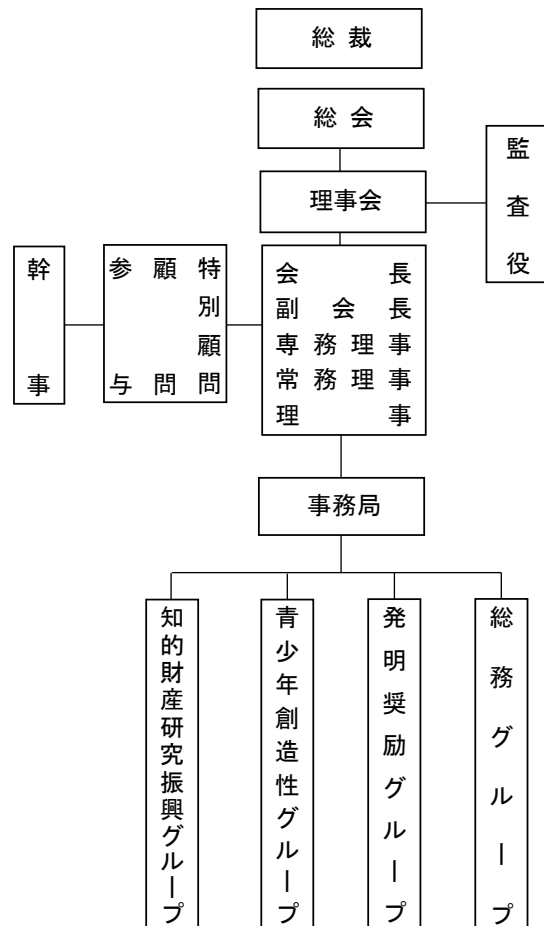 総裁
総会
理事会
監査役
会長
副会長
専務理事
常務理事
理事
特別顧問
顧問
参与
幹事
事務局
総務グループ
発明奨励グループ
青少年創造性グループ
知的財産研究振興グループ